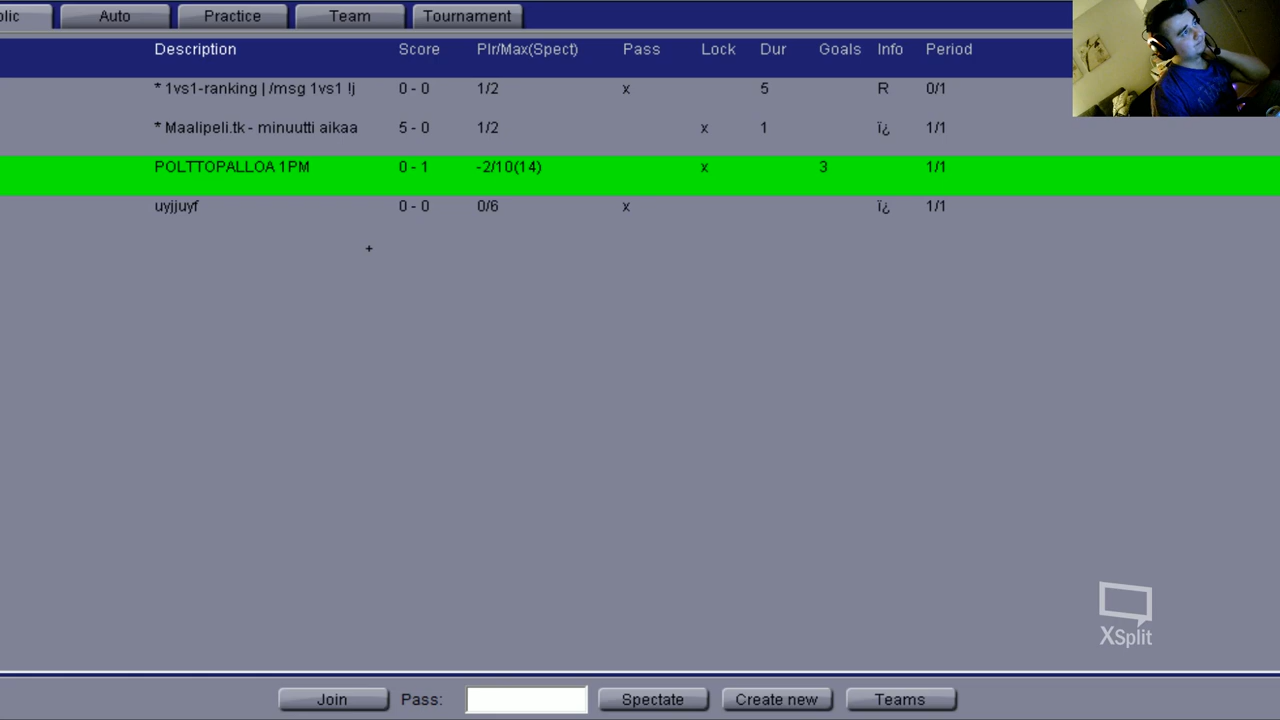 olic Auto Practice Team Tournament
Description Score Plr/Max(Spect) Pass Lock Dur Goals Info Period
* 1vs1-ranking | /msg 1vs1 !j 0 - 0 1/2 x 5 R 0/1
* Maalipeli.tk - minuutti aikaa 5 - 0 1/2 x 1 ï¿ 1/1
POLTTOPALLOA 1PM 0 - 1 -2/10(14) x 3 1/1
uyjjuyf 0 - 0 0/6 x ï¿ 1/1
XSplit
Join Pass: Spectate Create new Teams